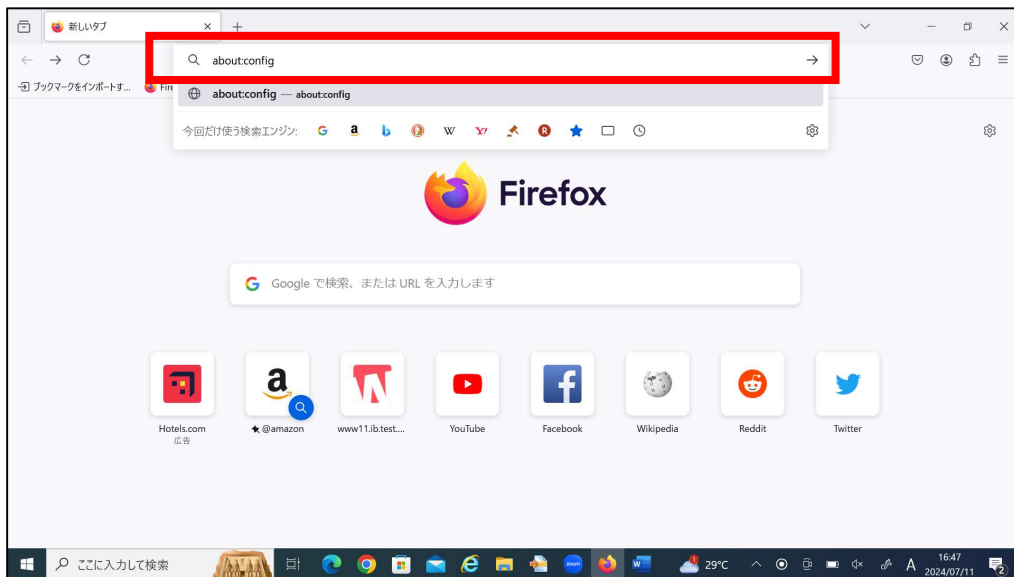 新しいタブ
about:config
ブックマークをインポートす...
Fire
about:config — about:config
今回だけ使う検索エンジン:
Firefox
Google で検索、または URL を入力します
Hotels.com
広告
@amazon
www11.ib.test....
YouTube
Facebook
Wikipedia
Reddit
Twitter
ここに入力して検索
zoom
29°C
A
16:47
2024/07/11
2